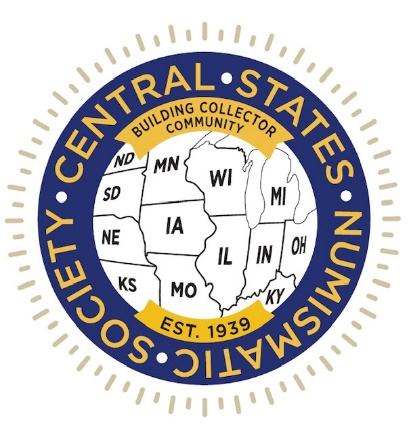 CENTRAL • STATES • NUMISMATIC • SOCIETY •
BUILDING COLLECTOR
COMMUNITY
ND
MN
WI
MI
SD
IA
NE
IL
IN
OH
KS
MO
KY
EST. 1939